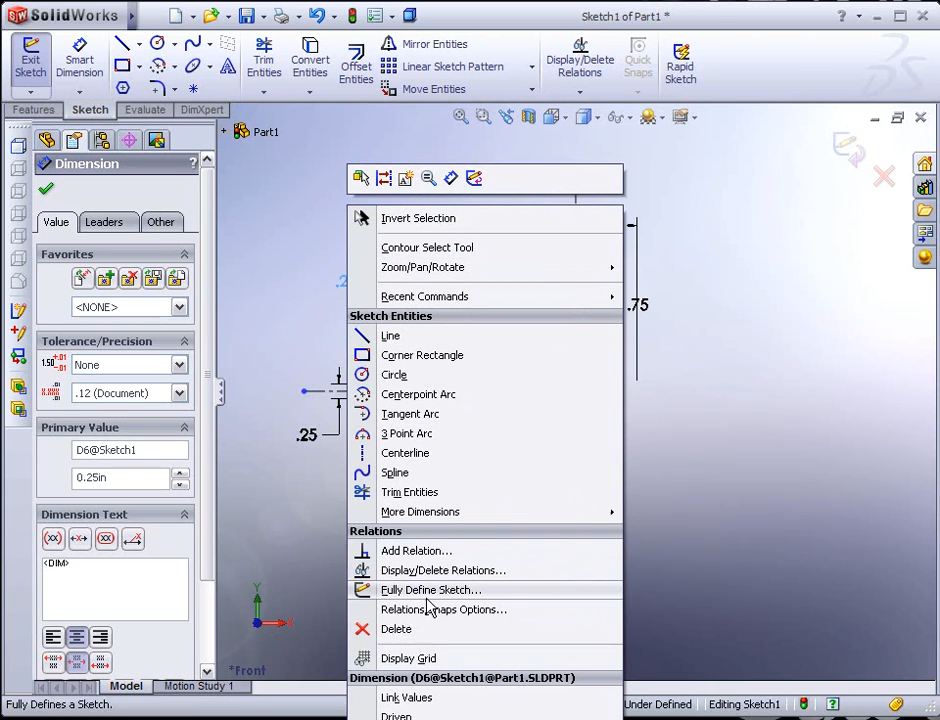 SolidWorks
Sketch1 of Part1 *
Exit Sketch
Smart Dimension
Trim Entities
Convert Entities
Offset Entities
Mirror Entities
Linear Sketch Pattern
Move Entities
Display/Delete Relations
Quick Snaps
Rapid Sketch
Features
Sketch
Evaluate
DimXpert
Part1
Dimension
?
Value
Leaders
Other
Favorites
<NONE>
Tolerance/Precision
None
.12 (Document)
Primary Value
D6@Sketch1
0.25in
Dimension Text
<DIM>
Invert Selection
Contour Select Tool
Zoom/Pan/Rotate
Recent Commands
Sketch Entities
Line
Corner Rectangle
Circle
Centerpoint Arc
Tangent Arc
3 Point Arc
Centerline
Spline
Trim Entities
More Dimensions
Relations
Add Relation...
Display/Delete Relations...
Fully Define Sketch...
Delete
Display Grid
Dimension (D6@Sketch1@Part1.SLDPRT)
Link Values
Driven
.75
.25
Y
X
*Front
Model
Motion Study 1
Fully Defines a Sketch.
Under Defined
Editing Sketch1